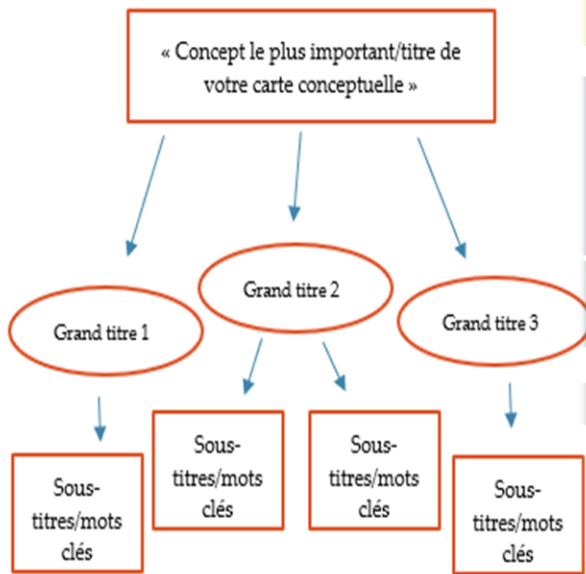 « Concept le plus important/titre de
votre carte conceptuelle »
Grand titre 1
Grand titre 2
Grand titre 3
Sous-
titres/mots
clés
Sous-
titres/mots
clés
Sous-
titres/mots
clés
Sous-
titres/mots
clés